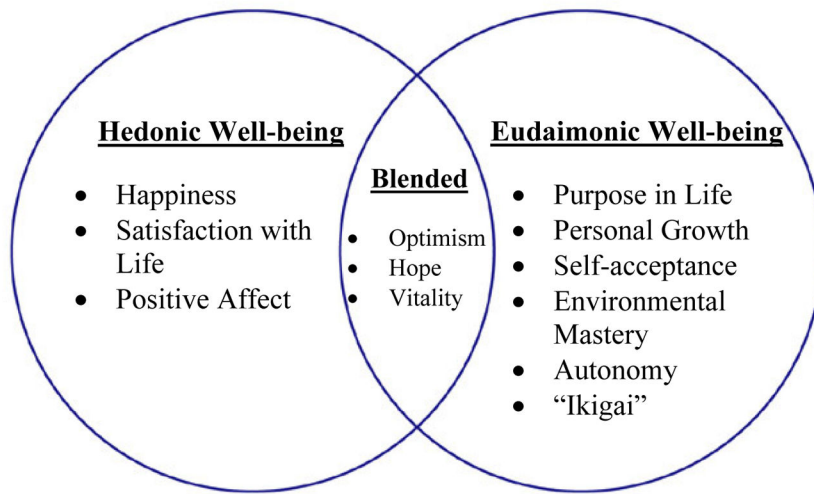 Hedonic Well-being
• Happiness
• Satisfaction with
Life
• Positive Affect
Blended
• Optimism
• Hope
• Vitality
Eudaimonic Well-being
• Purpose in Life
• Personal Growth
• Self-acceptance
• Environmental
Mastery
• Autonomy
• “Ikigai”